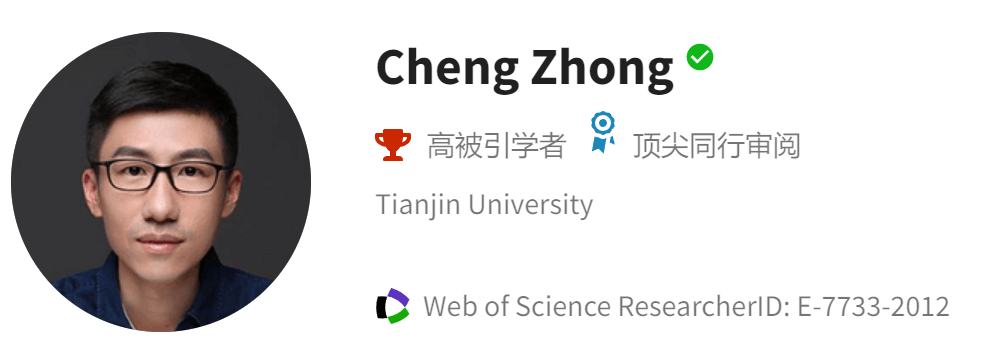 Cheng Zhong
高被引学者 顶尖同行审阅
Tianjin University
Web of Science ResearcherID: E-7733-2012